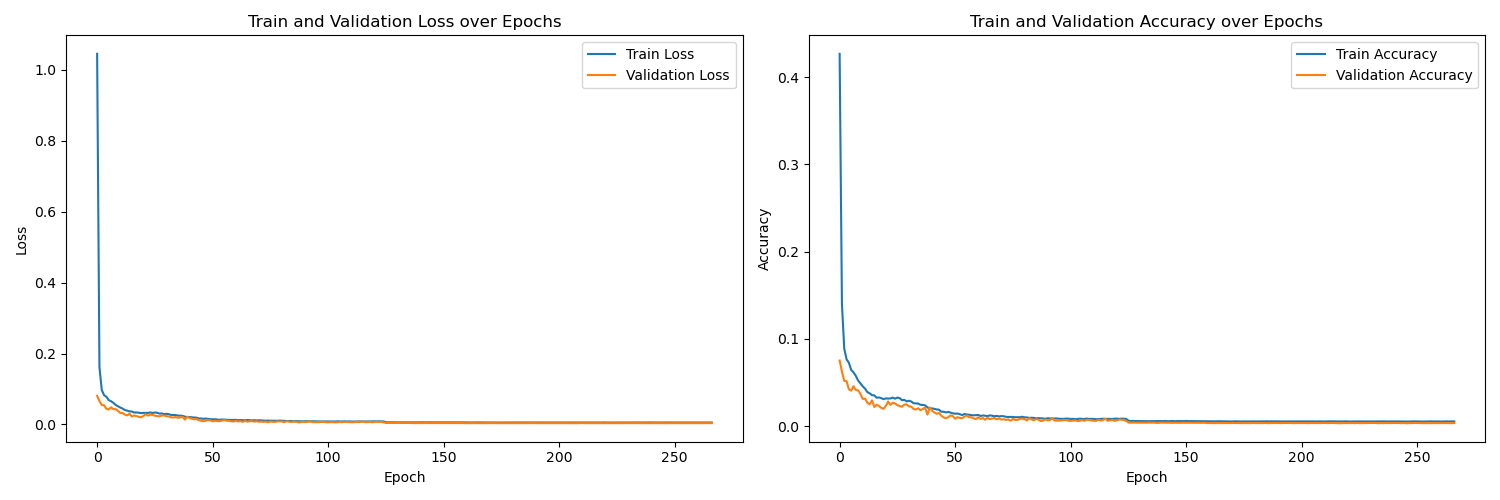 Train and Validation Loss over Epochs
Train Loss
Validation Loss
1.0
0.8
0.6
0.4
0.2
0.0
Loss
0
50
100
150
200
250
Epoch
Train and Validation Accuracy over Epochs
Train Accuracy
Validation Accuracy
0.4
0.3
0.2
0.1
0.0
Accuracy
0
50
100
150
200
250
Epoch